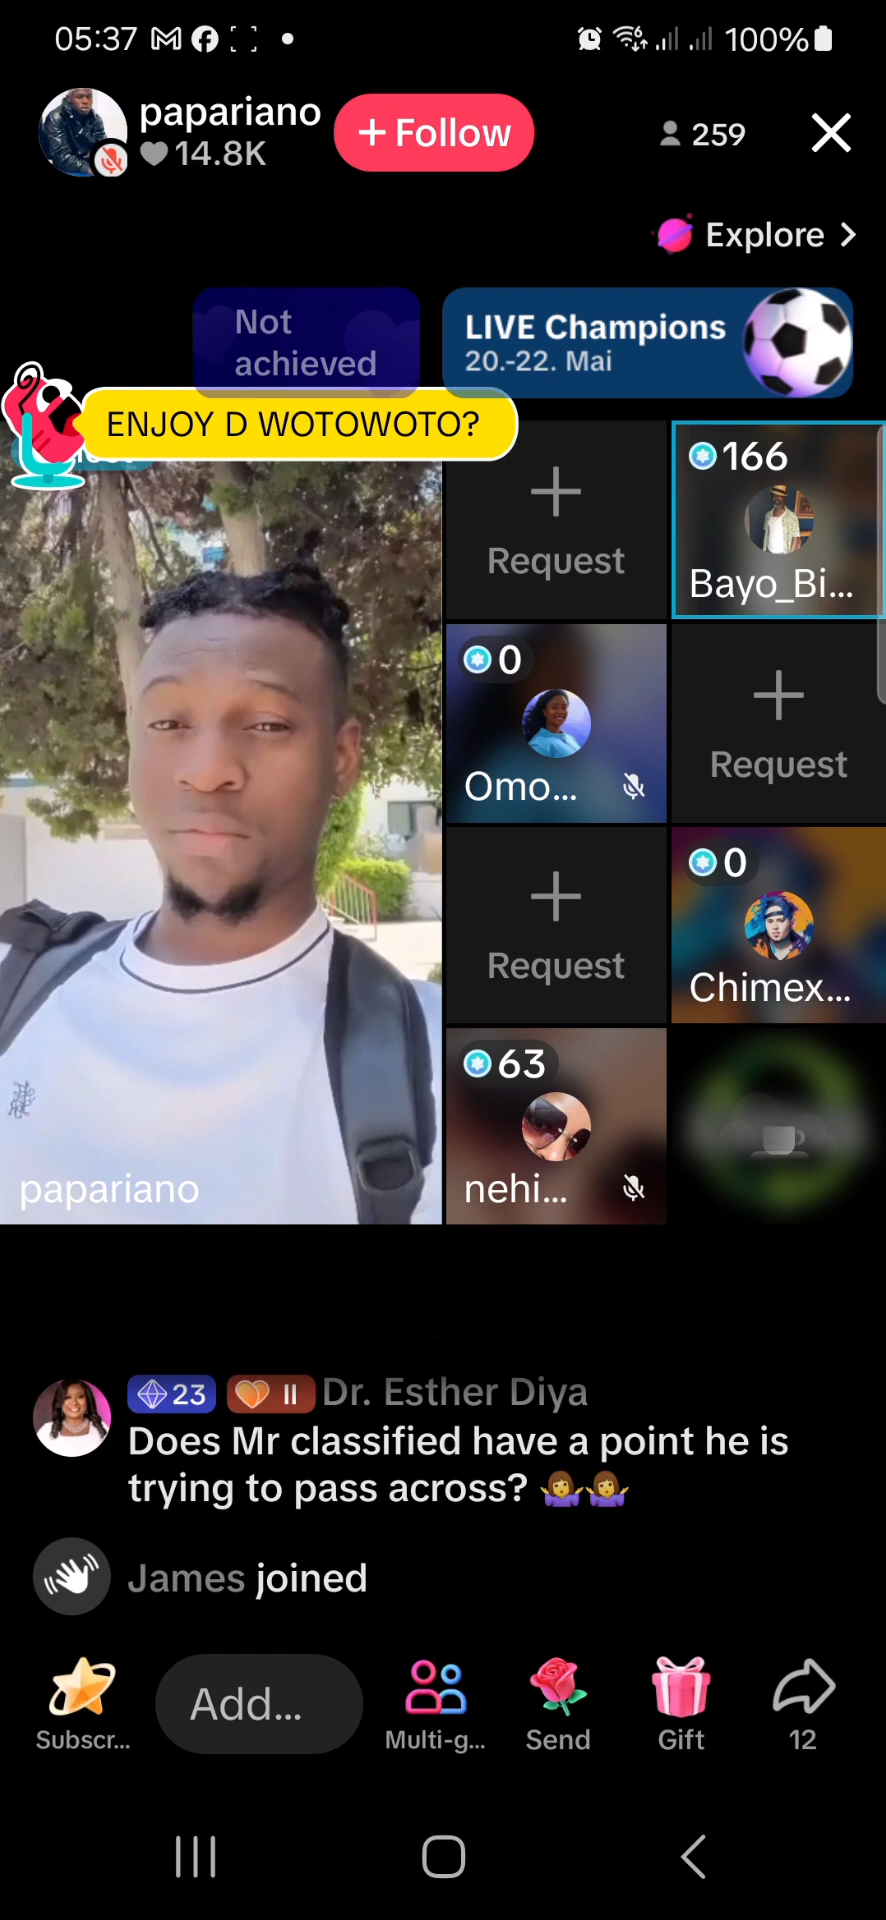 05:37
100%
papariano
14.8K
+ Follow
259
Explore
Not
achieved
LIVE Champions
20.-22. Mai
ENJOY D WOTOWOTO?
Request
166
Bayo_Bi...
0
Omo...
Request
Request
0
Chimex...
63
nehi...
papariano
23 II Dr. Esther Diya
Does Mr classified have a point he is
trying to pass across? 🤷‍♀️🤷‍♀️
James joined
Add...
Subscr...
Multi-g...
Send
Gift
12